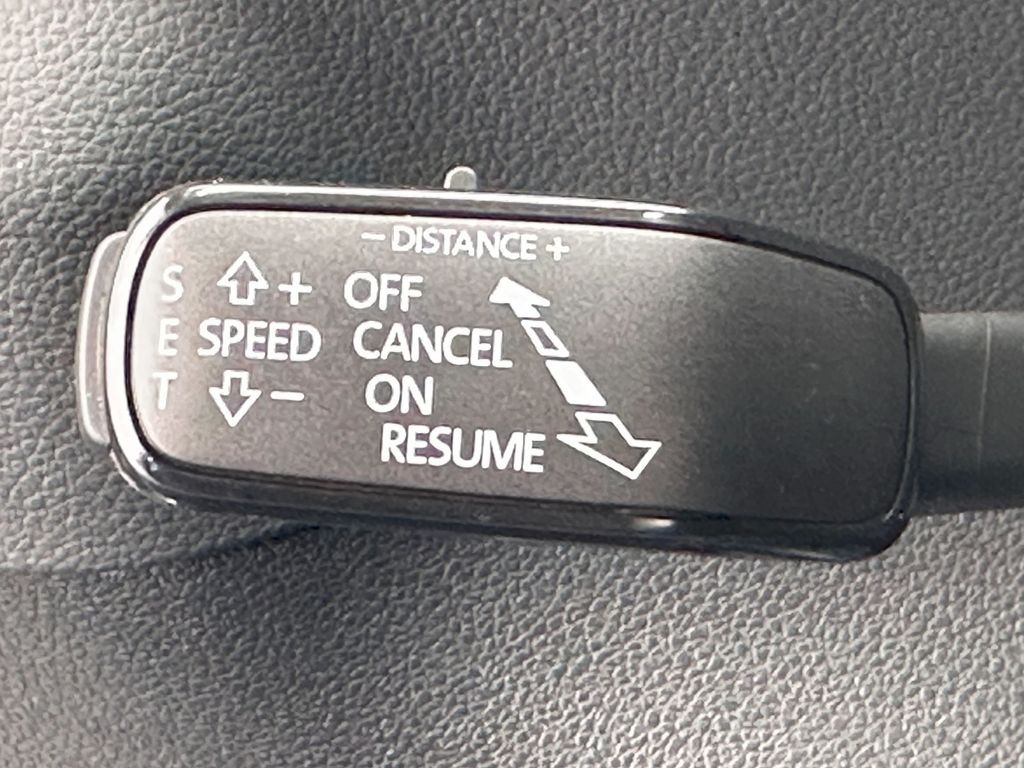 - DISTANCE +
S + OFF
E SPEED CANCEL
T - ON
RESUME